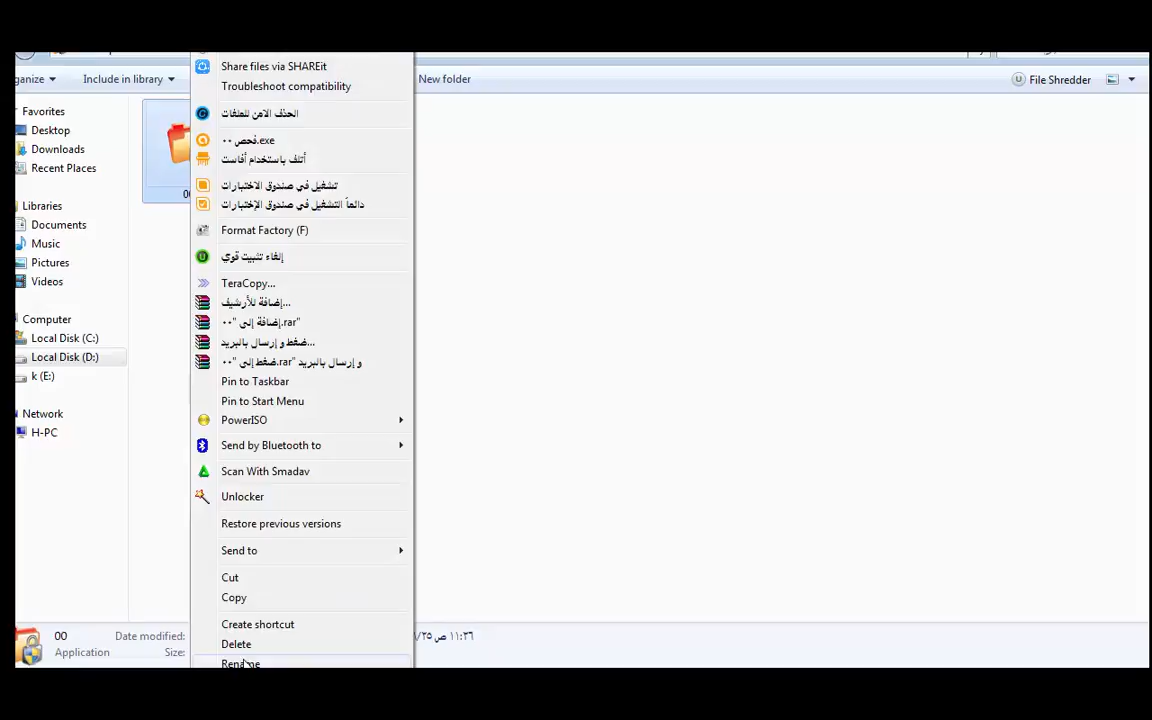 Share files via SHAREit
ganize
Include in library
New folder
File Shredder
Troubleshoot compatibility
Favorites
Desktop
Downloads
Recent Places
Libraries
Documents
Music
Pictures
Videos
Computer
Local Disk (C:)
Local Disk (D:)
k (E:)
Network
H-PC
الحذف الآمن للملفات
فحص ٠٠.exe
أتلف باستخدام أفاست
تشغيل في صندوق الاختبارات
دائماً التشغيل في صندوق الإختبارات
Format Factory (F)
إلغاء تثبيت قوي
TeraCopy...
إضافة للأرشيف...
إضافة إلى "٠٠.rar"
ضغط و إرسال بالبريد...
ضغط إلى "٠٠.rar" و إرسال بالبريد
Pin to Taskbar
Pin to Start Menu
PowerISO
Send by Bluetooth to
Scan With Smadav
Unlocker
Restore previous versions
Send to
Cut
Copy
Create shortcut
Delete
Rename
00
Date modified:
١١:٣٦ ص
Application
Size: